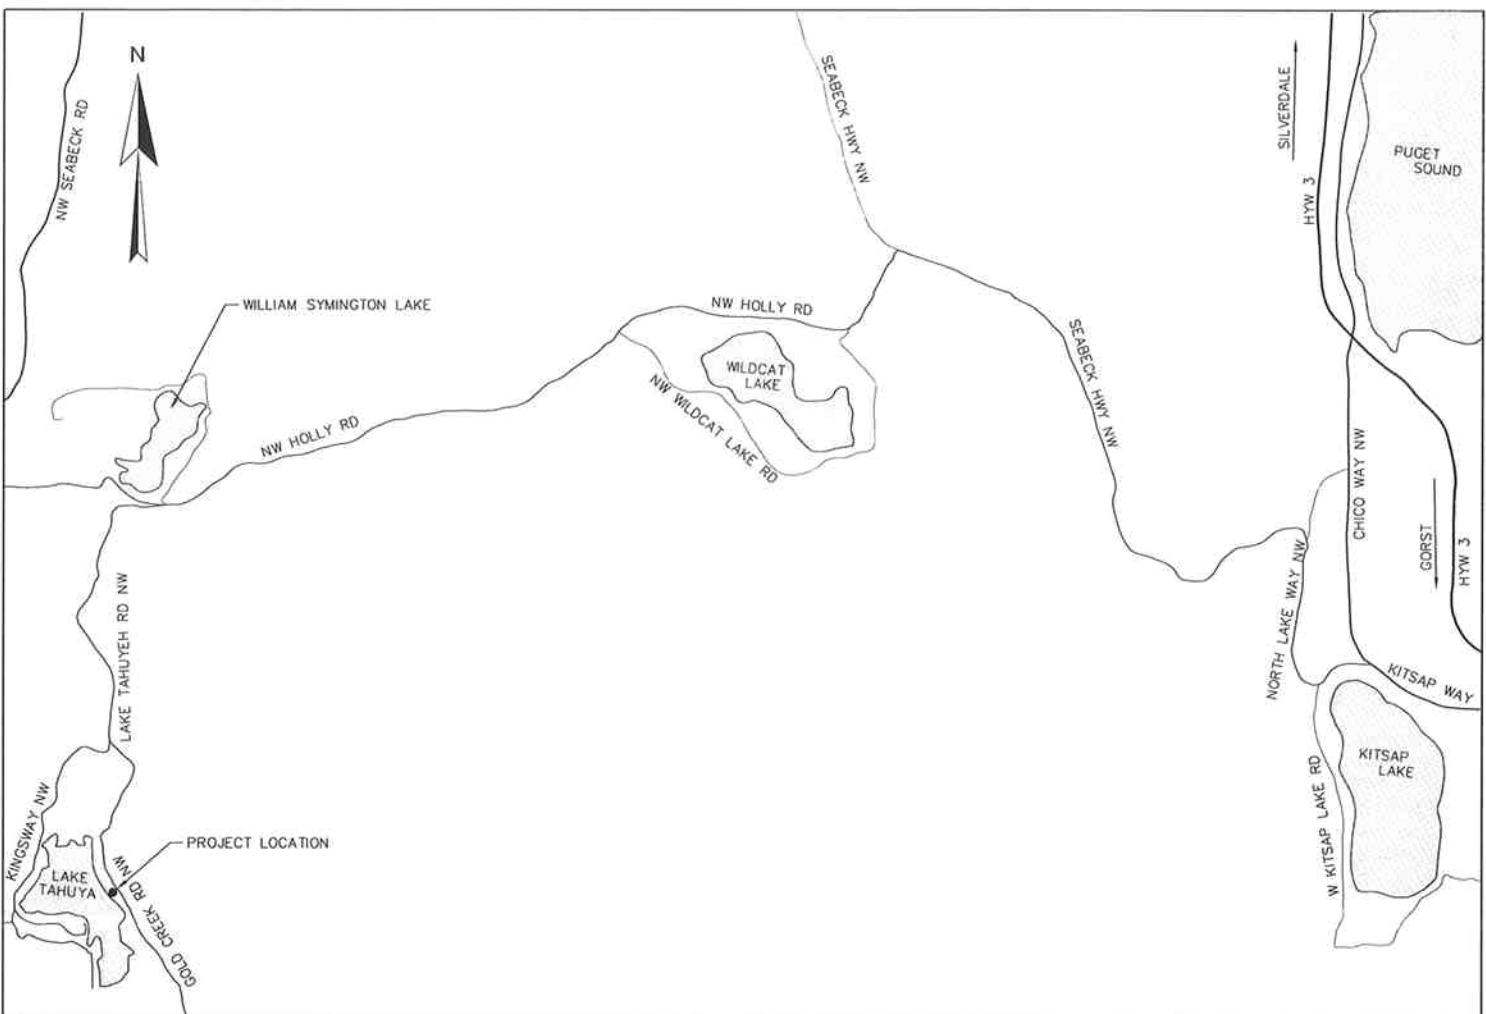 N
NW SEABECK RD
SEABECK HWY NW
SILVERDALE
HYW 3
PUGET
SOUND
WILLIAM SYMINGTON LAKE
NW HOLLY RD
WILDCAT
LAKE
NW WILDCAT LAKE RD
SEABECK HWY NW
NW HOLLY RD
CHICO WAY NW
GORST
HYW 3
NORTH LAKE WAY NW
LAKE TAHUYEH RD NW
KITSAP WAY
KITSAP
LAKE
W KITSAP LAKE RD
KINGSWAY NW
PROJECT LOCATION
LAKE
TAHUYA
GOLD CREEK RD NW